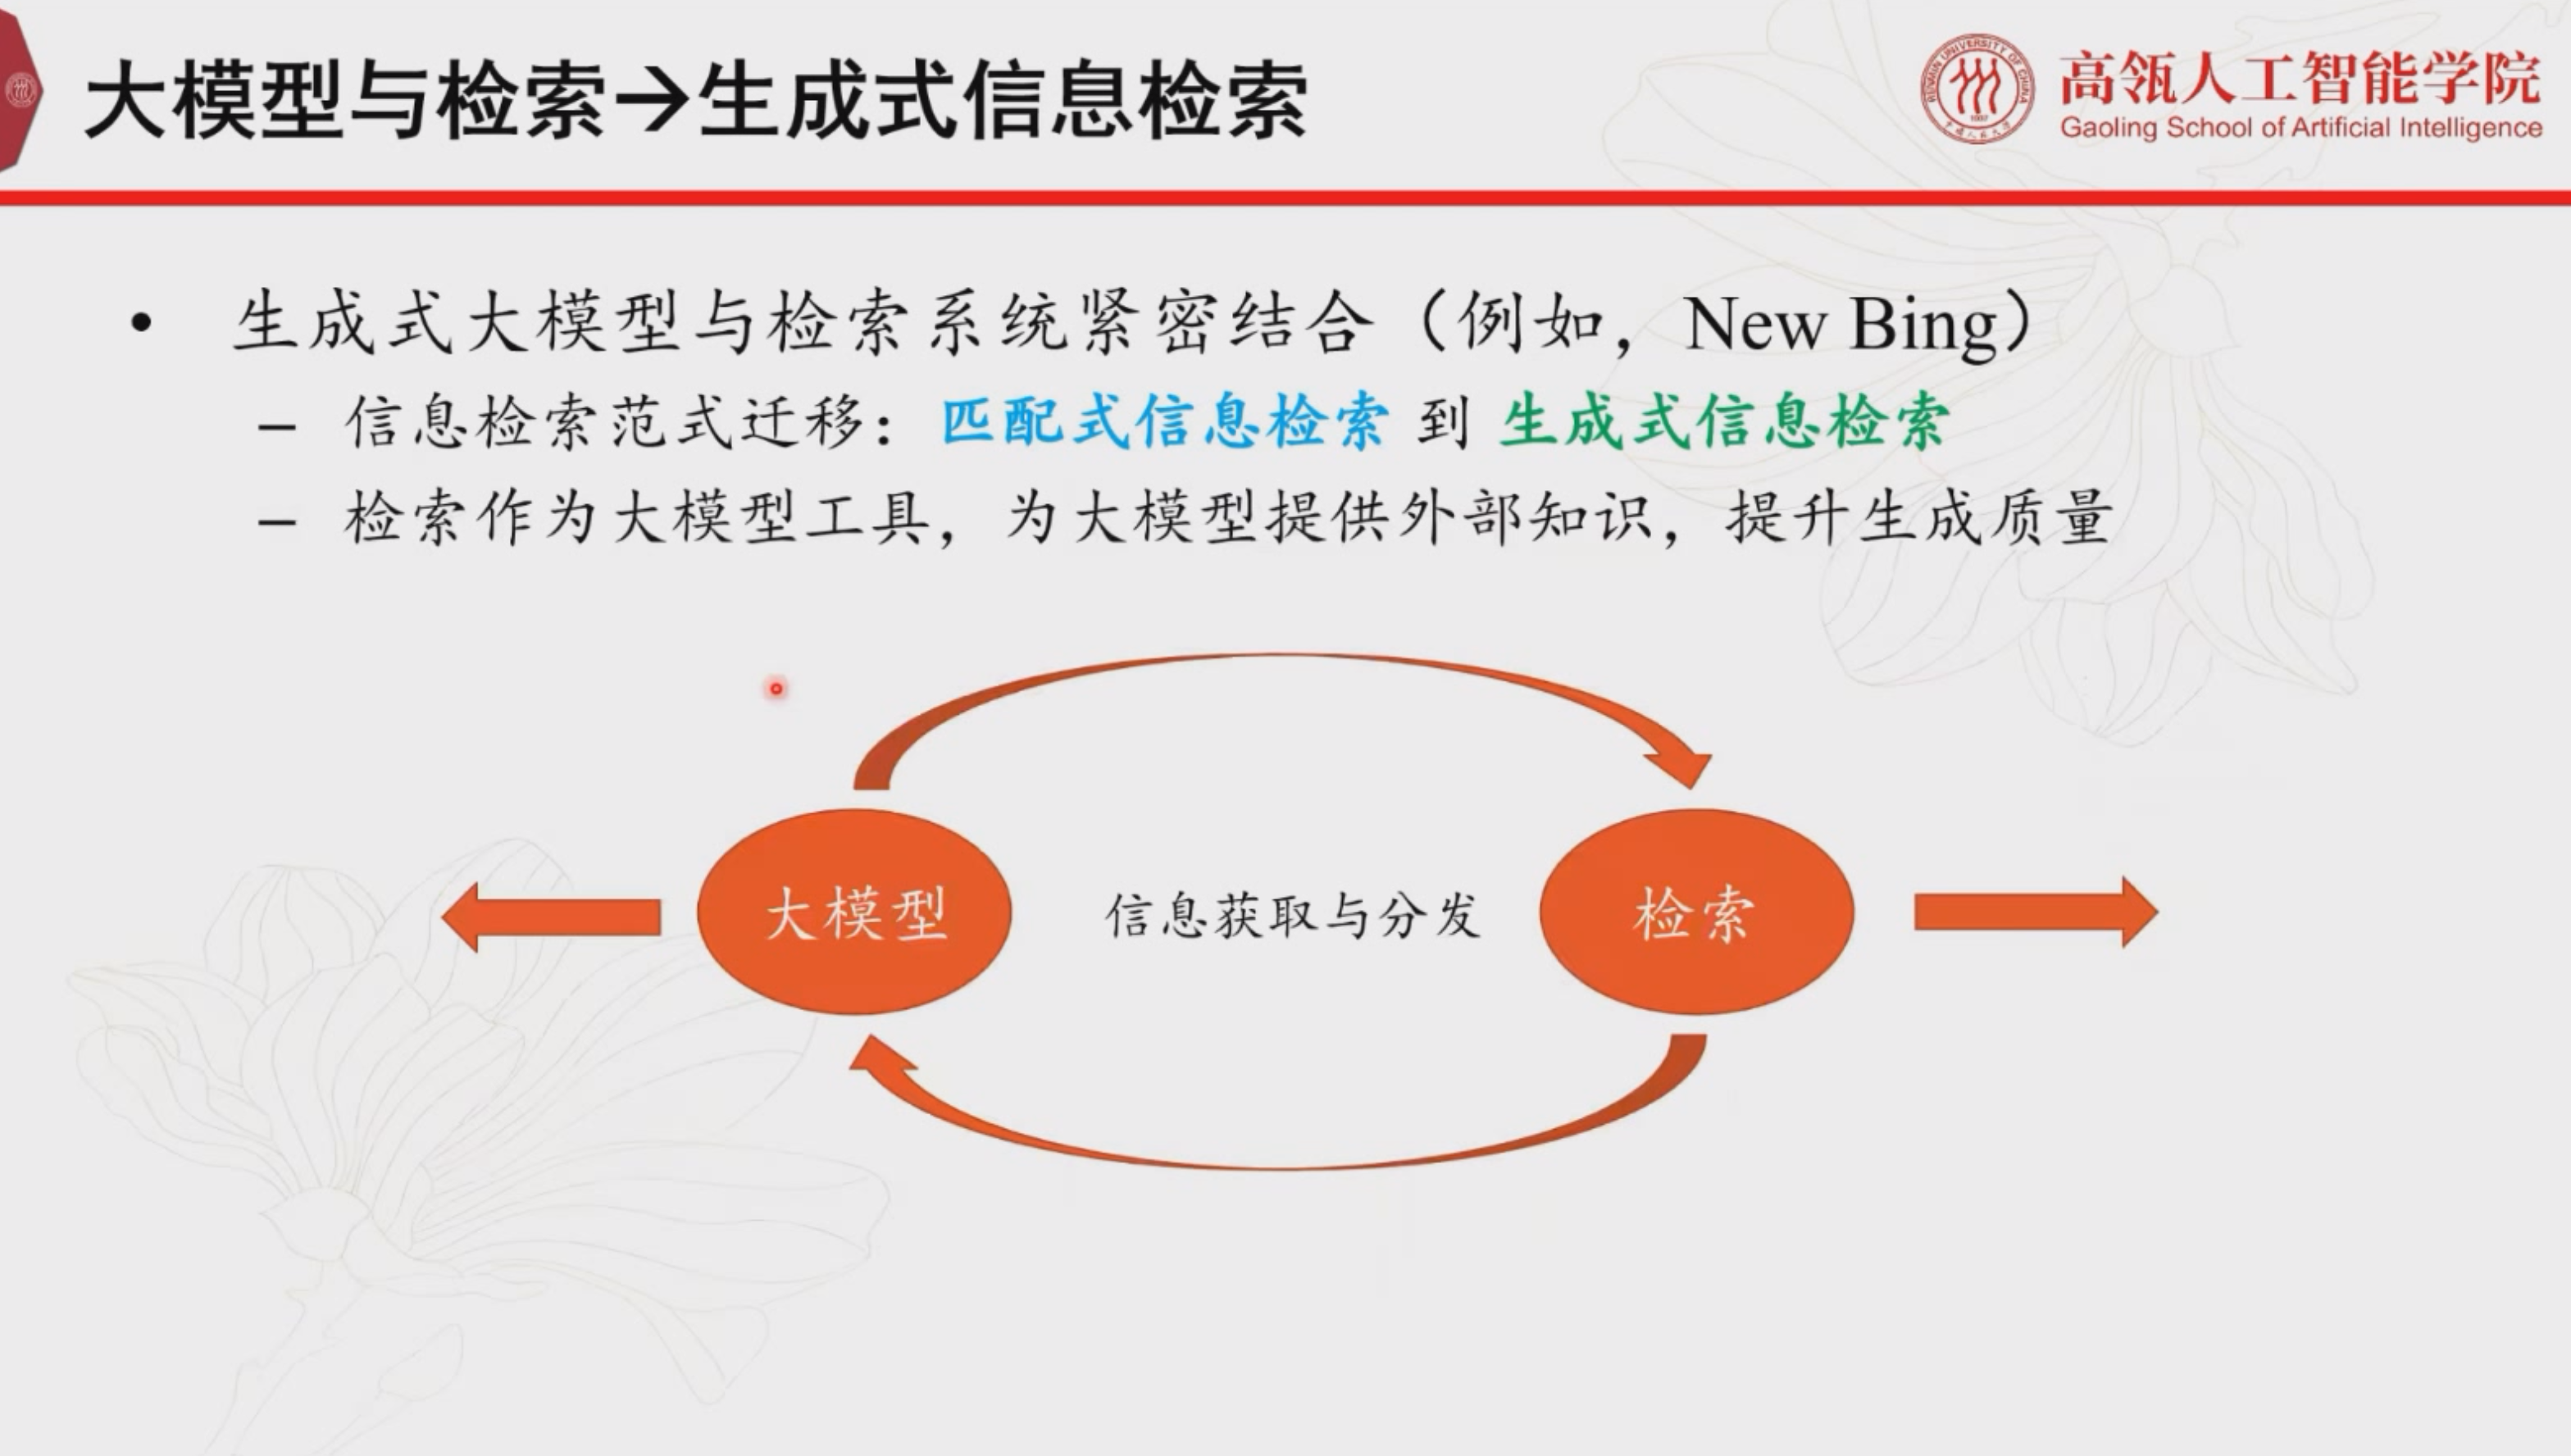 大模型与检索→生成式信息检索
RENMIN UNIVERSITY OF CHINA
1937
高瓴人工智能学院
Gaoling School of Artificial Intelligence
• 生成式大模型与检索系统紧密结合（例如，New Bing）
– 信息检索范式迁移：匹配式信息检索 到 生成式信息检索
– 检索作为大模型工具，为大模型提供外部知识，提升生成质量
大模型
信息获取与分发
检索